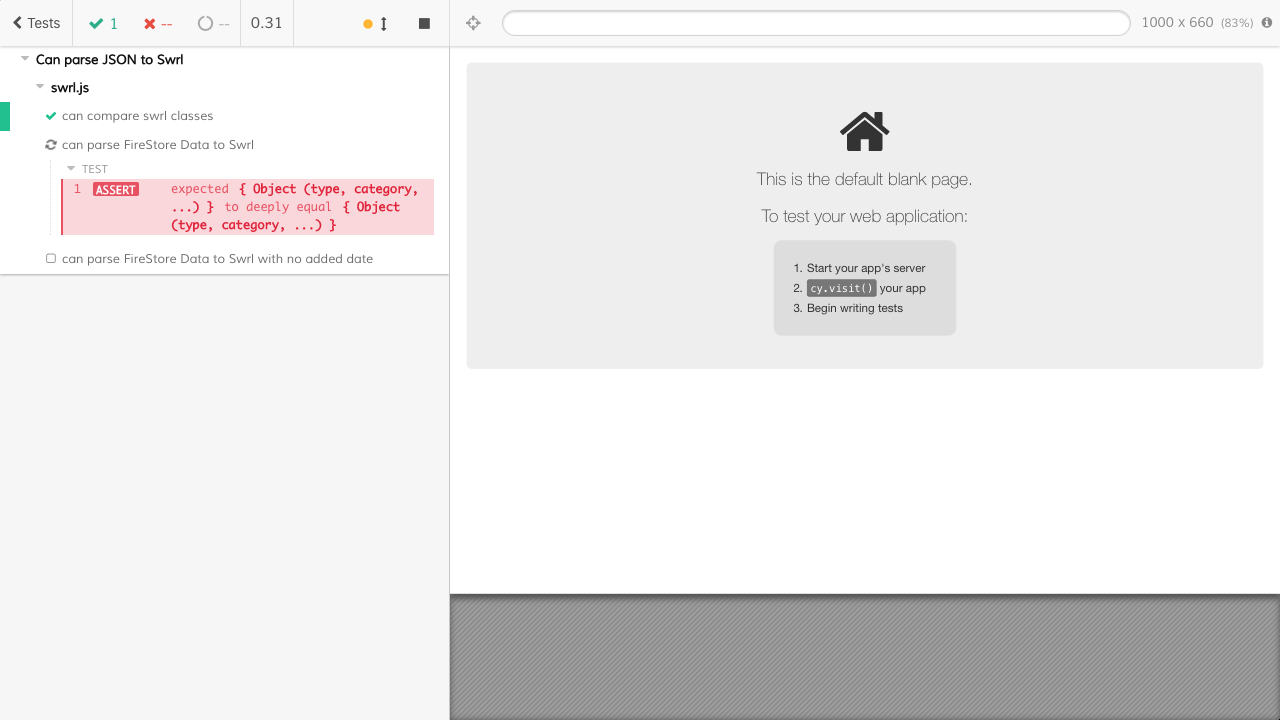 Tests 1 -- -- 0.31
1000 x 660 (83%)
Can parse JSON to Swrl
swrl.js
can compare swrl classes
can parse FireStore Data to Swrl
TEST
1 ASSERT expected { Object (type, category,
...) } to deeply equal { Object
(type, category, ...) }
can parse FireStore Data to Swrl with no added date
This is the default blank page.
To test your web application:
1. Start your app's server
2. cy.visit() your app
3. Begin writing tests